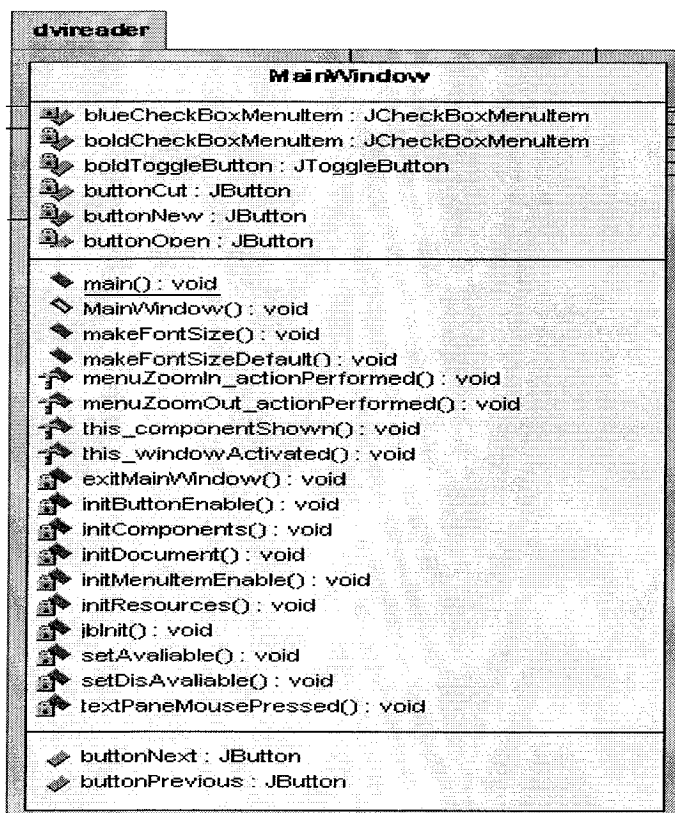 dvireader
MainWindow
blueCheckBoxMenuItem : JCheckBoxMenuItem
boldCheckBoxMenuItem : JCheckBoxMenuItem
boldToggleButton : JToggleButton
buttonCut : JButton
buttonNew : JButton
buttonOpen : JButton
main() : void
MainWindow() : void
makeFontSize() : void
makeFontSizeDefault() : void
menuZoomIn_actionPerformed() : void
menuZoomOut_actionPerformed() : void
this_componentShown() : void
this_windowActivated() : void
exitMainWindow() : void
initButtonEnable() : void
initComponents() : void
initDocument() : void
initMenuItemEnable() : void
initResources() : void
jbInit() : void
setAvaliable() : void
setDisAvaliable() : void
textPaneMousePressed() : void
buttonNext : JButton
buttonPrevious : JButton